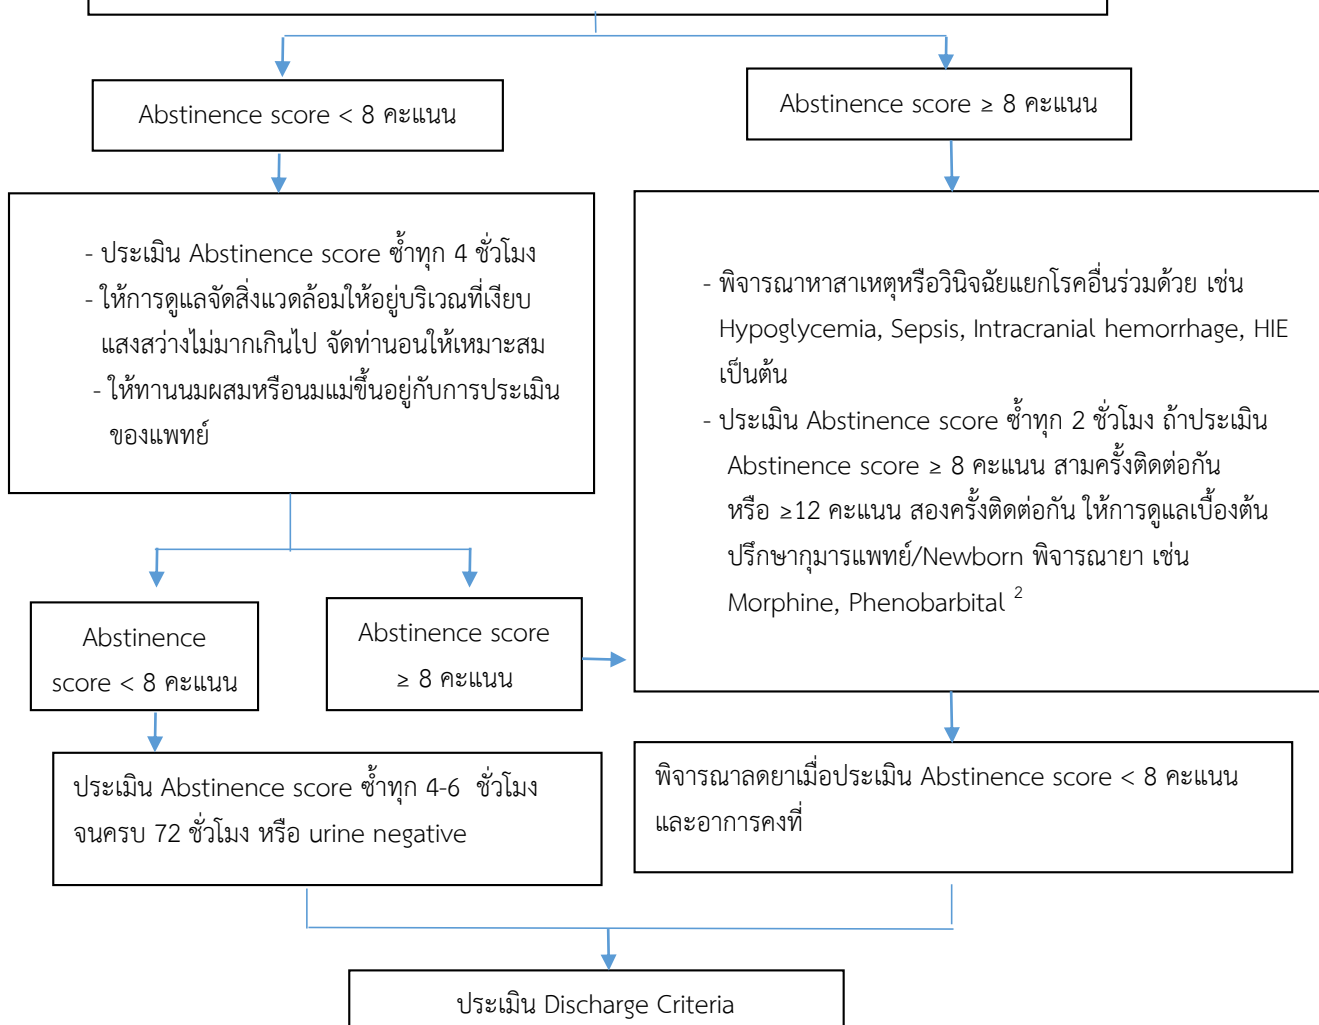 Abstinence score < 8 คะแนน
Abstinence score ≥ 8 คะแนน
- ประเมิน Abstinence score ซ้ำทุก 4 ชั่วโมง
- ให้การดูแลจัดสิ่งแวดล้อมให้อยู่บริเวณที่เงียบ
แสงสว่างไม่มากเกินไป จัดท่านอนให้เหมาะสม
- ให้ทานนมผสมหรือนมแม่ขึ้นอยู่กับการประเมิน
ของแพทย์
- พิจารณาหาสาเหตุหรือวินิจฉัยแยกโรคอื่นร่วมด้วย เช่น
Hypoglycemia, Sepsis, Intracranial hemorrhage, HIE
เป็นต้น
- ประเมิน Abstinence score ซ้ำทุก 2 ชั่วโมง ถ้าประเมิน
Abstinence score ≥ 8 คะแนน สามครั้งติดต่อกัน
หรือ ≥12 คะแนน สองครั้งติดต่อกัน ให้การดูแลเบื้องต้น
ปรึกษากุมารแพทย์/Newborn พิจารณายา เช่น
Morphine, Phenobarbital ²
Abstinence
score < 8 คะแนน
Abstinence score
≥ 8 คะแนน
ประเมิน Abstinence score ซ้ำทุก 4-6 ชั่วโมง
จนครบ 72 ชั่วโมง หรือ urine negative
พิจารณาลดยาเมื่อประเมิน Abstinence score < 8 คะแนน
และอาการคงที่
ประเมิน Discharge Criteria